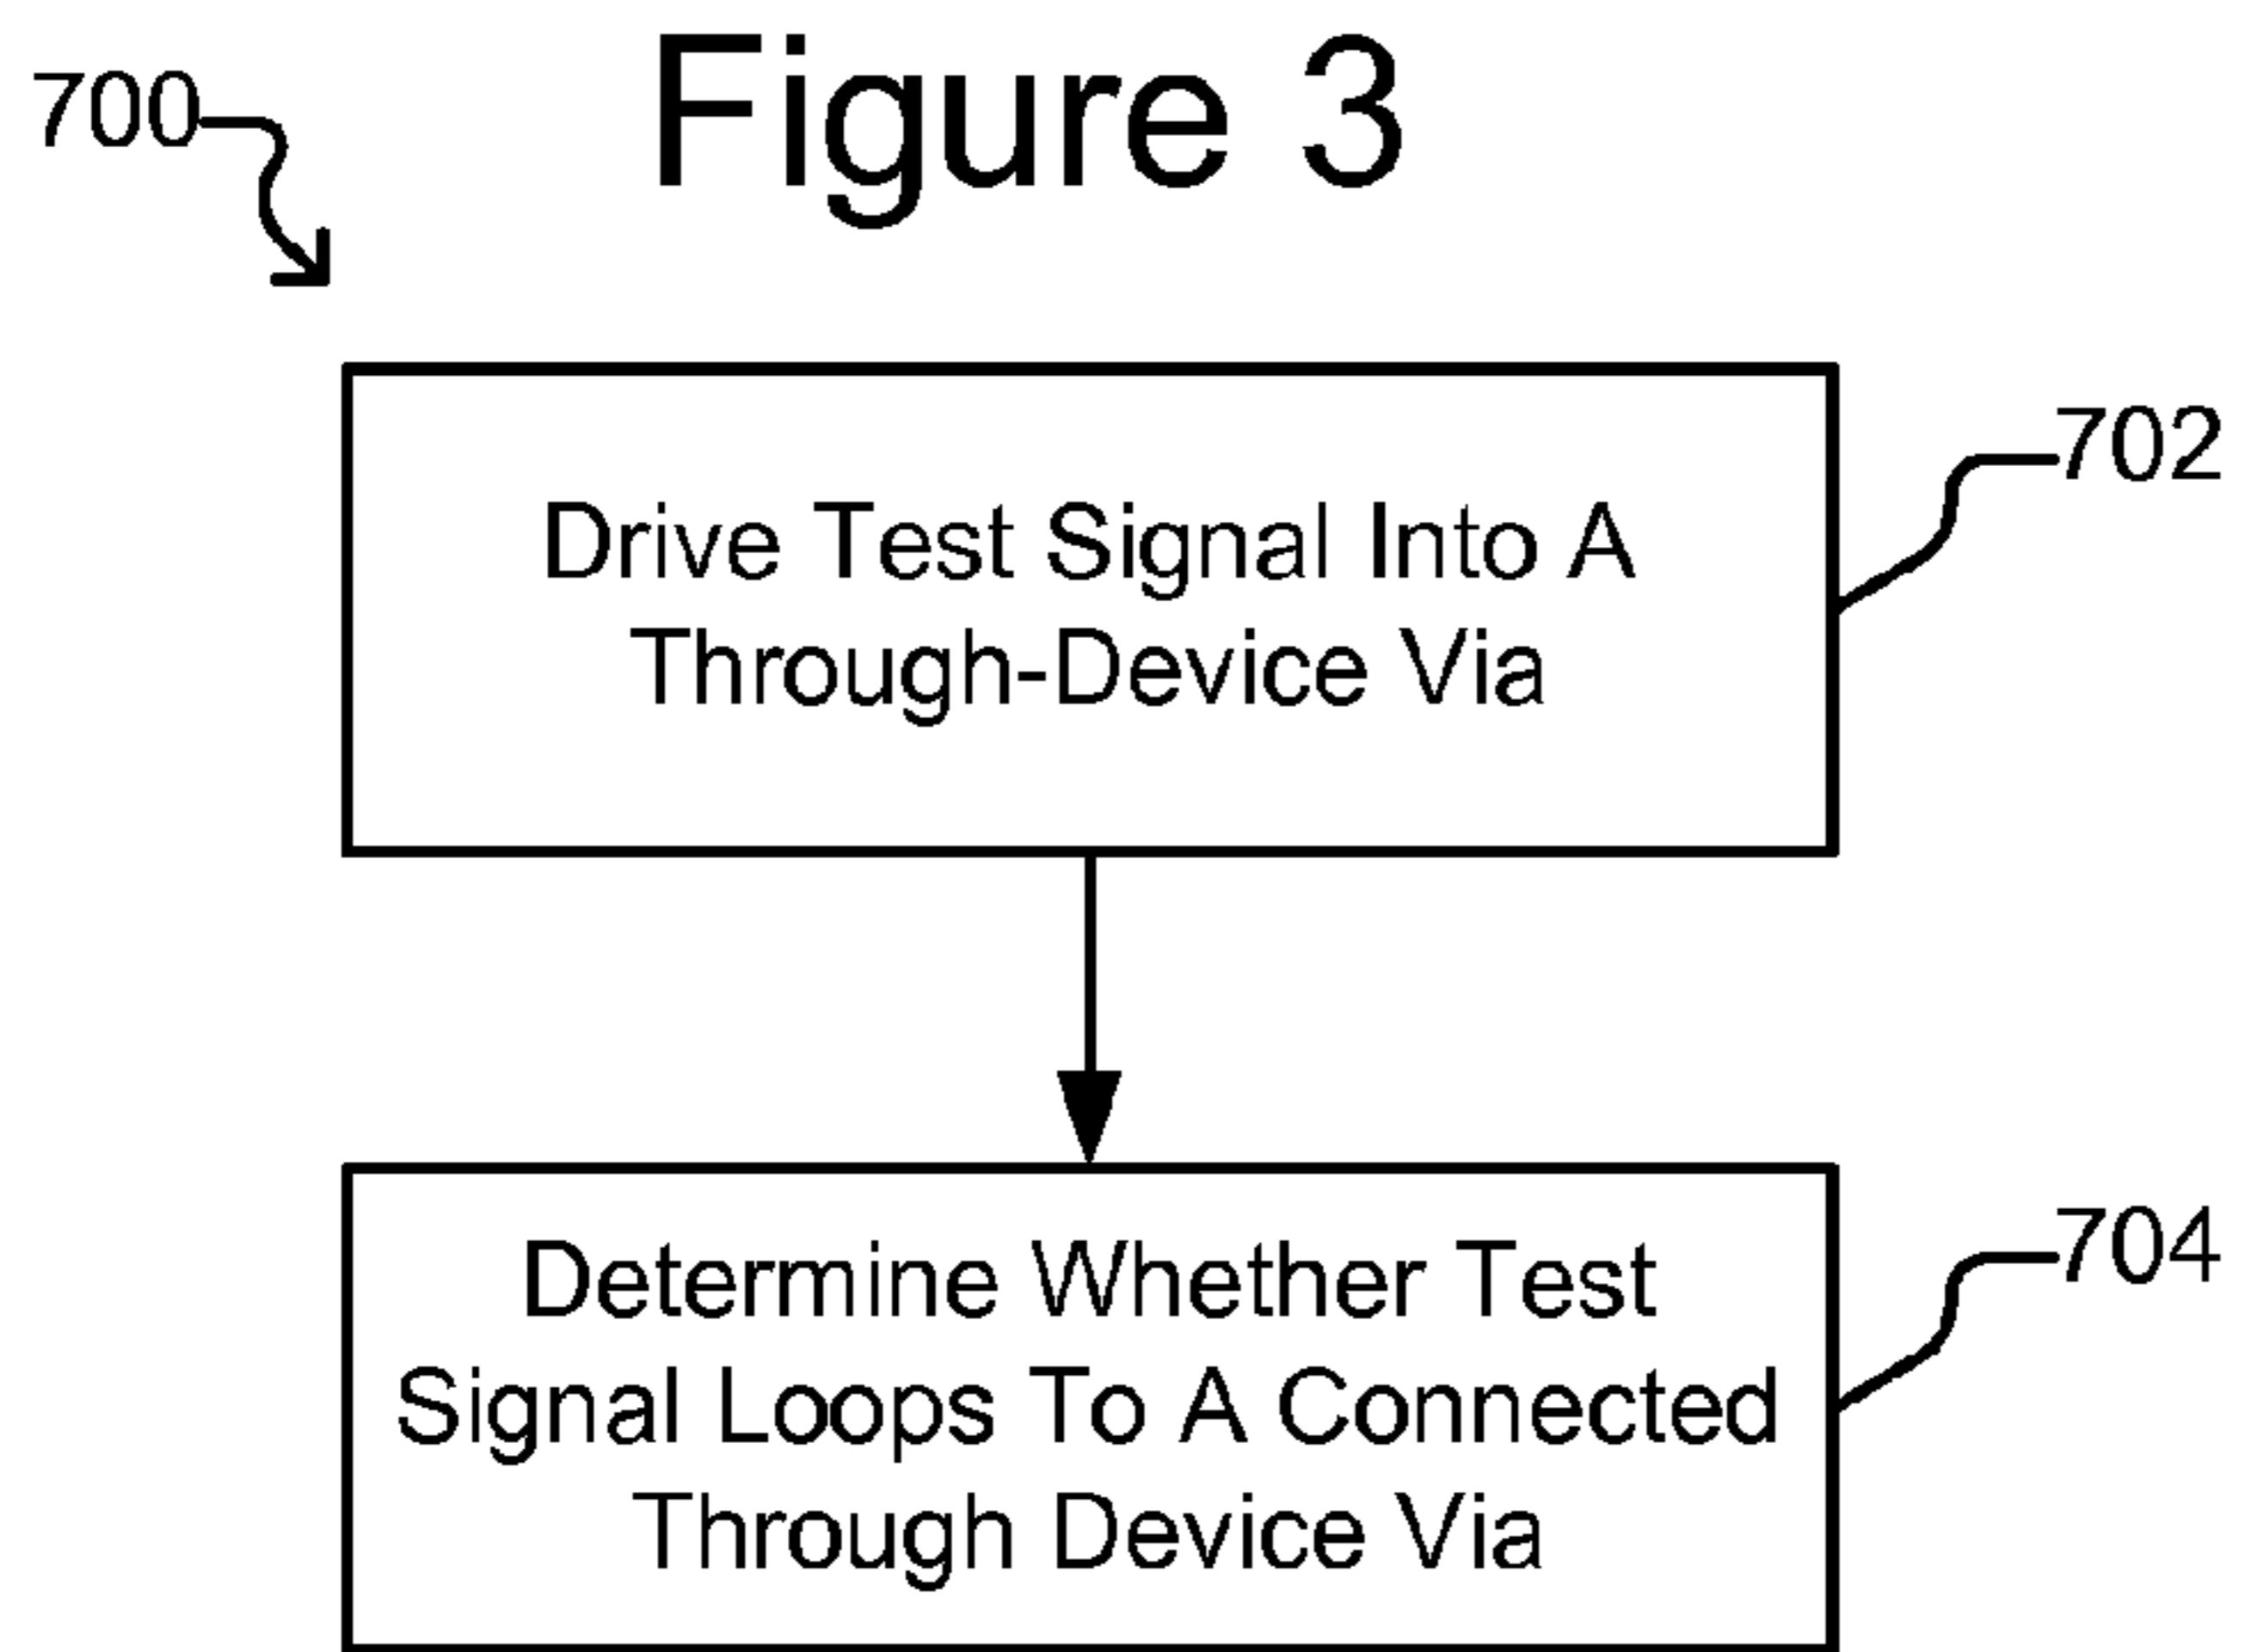 Figure 3
700
Drive Test Signal Into A
Through-Device Via
702
Determine Whether Test
Signal Loops To A Connected
Through Device Via
704